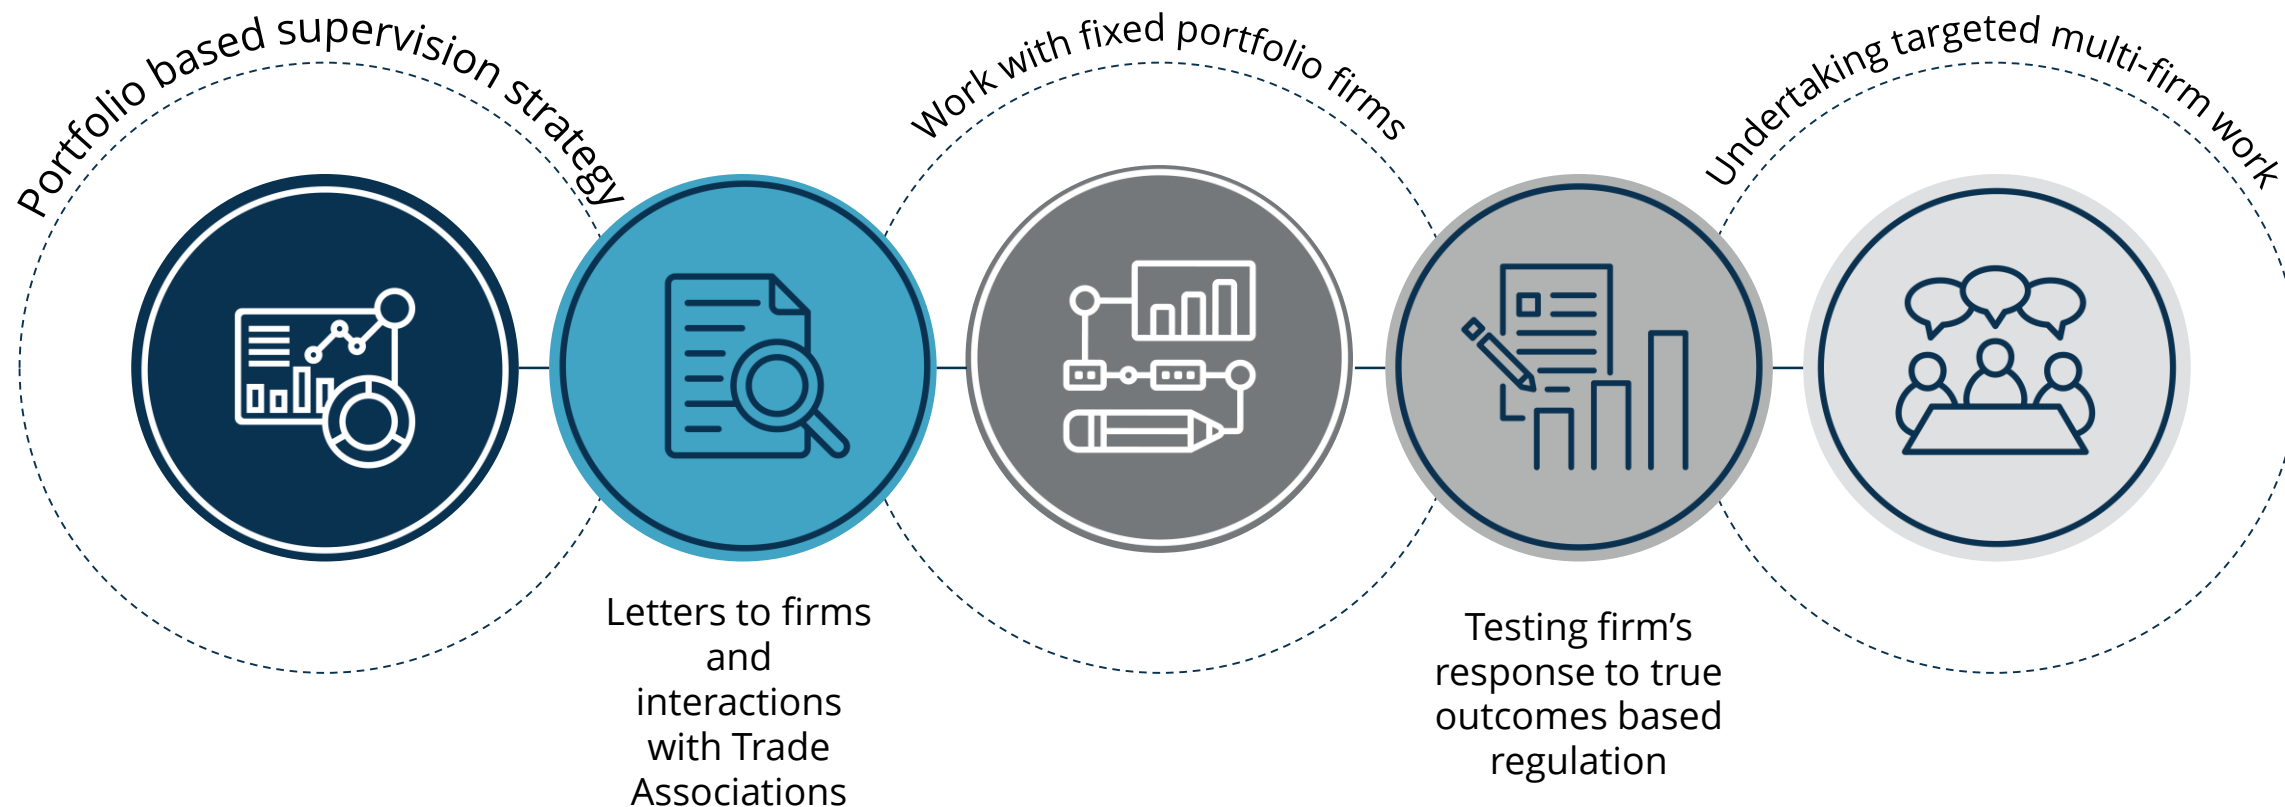 Portfolio based supervision strategy
Letters to firms
and
interactions
with Trade
Associations
Work with fixed portfolio firms
Testing firm’s
response to true
outcomes based
regulation
Undertaking targeted multi-firm work